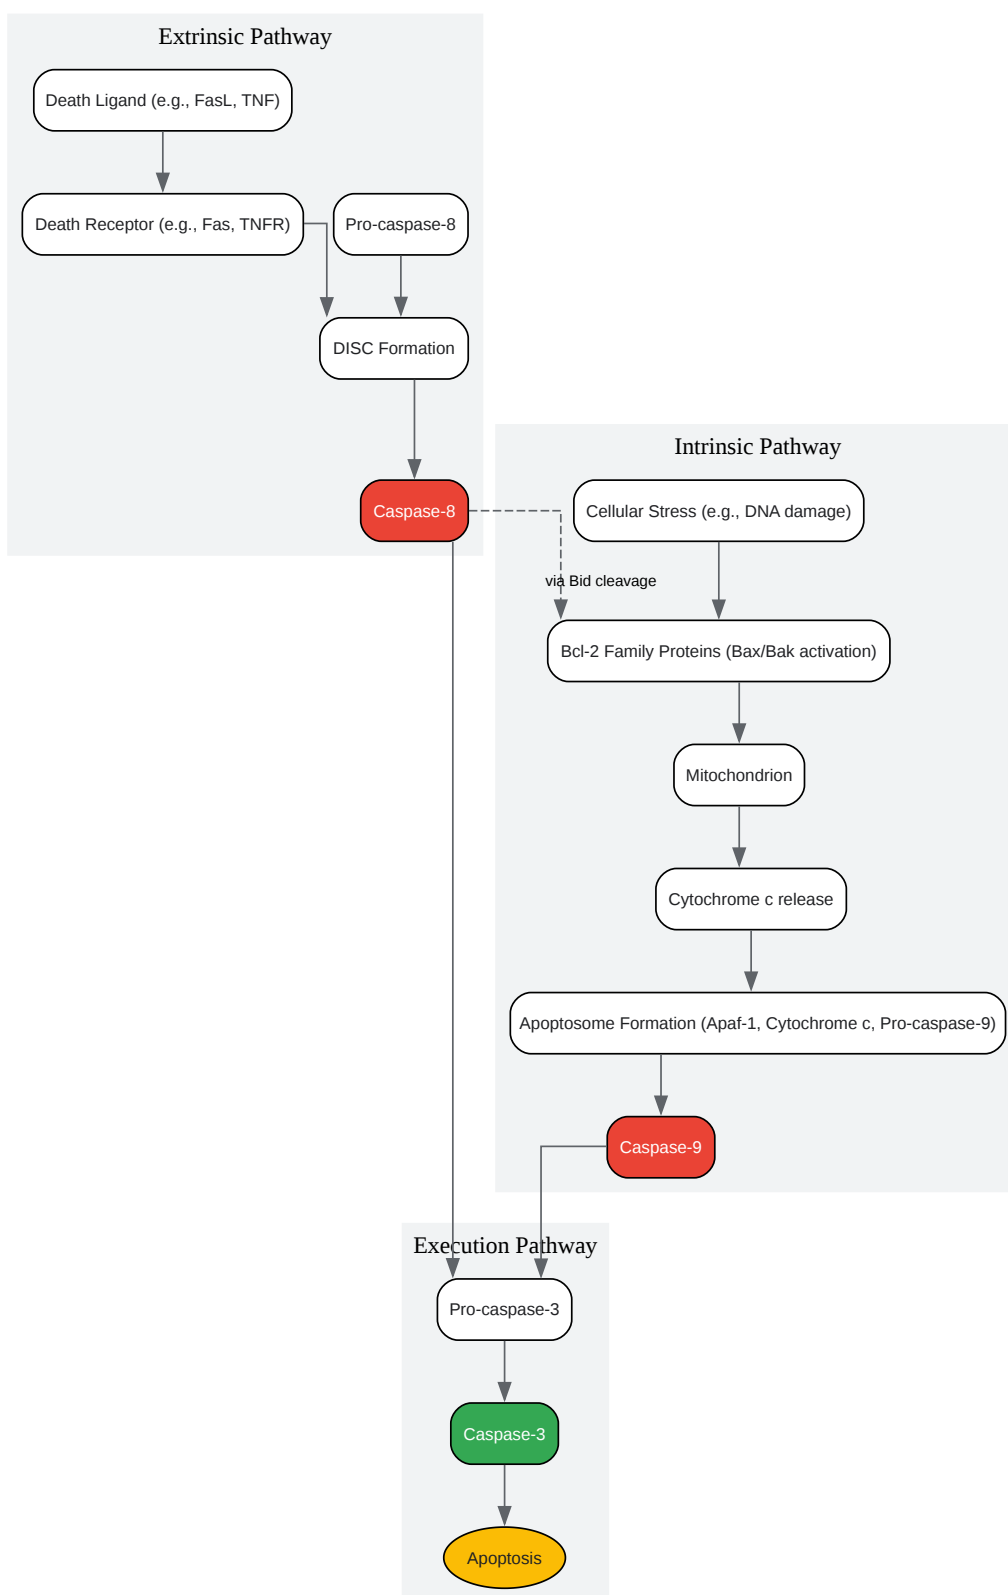 Extrinsic Pathway
Death Ligand (e.g., FasL, TNF)
Death Receptor (e.g., Fas, TNFR)
Pro-caspase-8
DISC Formation
Caspase-8
Intrinsic Pathway
Cellular Stress (e.g., DNA damage)
via Bid cleavage
Bcl-2 Family Proteins (Bax/Bak activation)
Mitochondrion
Cytochrome c release
Apoptosome Formation (Apaf-1, Cytochrome c, Pro-caspase-9)
Caspase-9
Execution Pathway
Pro-caspase-3
Caspase-3
Apoptosis